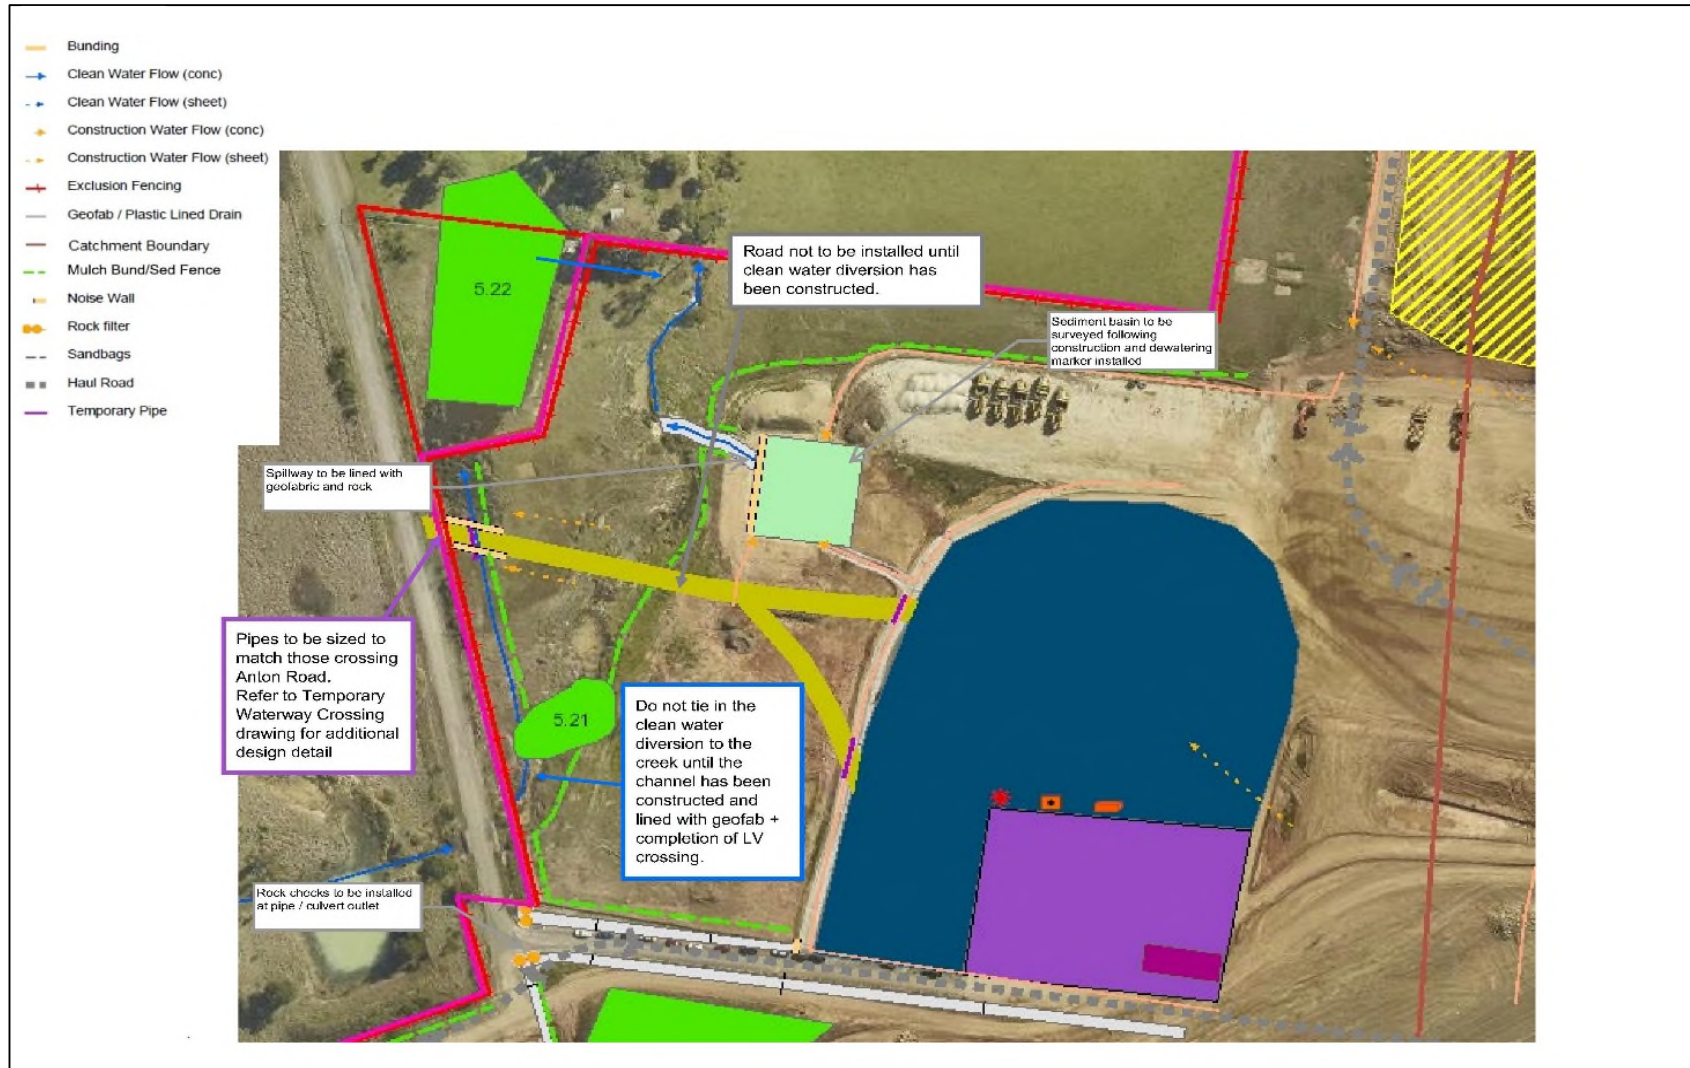 Bunding
Clean Water Flow (conc)
Clean Water Flow (sheet)
Construction Water Flow (conc)
Construction Water Flow (sheet)
Exclusion Fencing
Geofab / Plastic Lined Drain
Catchment Boundary
Mulch Bund/Sed Fence
Noise Wall
Rock filter
Sandbags
Haul Road
Temporary Pipe
5.22
Road not to be installed until
clean water diversion has
been constructed.
Sediment basin to be
surveyed following
construction and dewatering
marker installed
Spillway to be lined with
geofabric and rock
Pipes to be sized to
match those crossing
Anton Road.
Refer to Temporary
Waterway Crossing
drawing for additional
design detail
5.21
Do not tie in the
clean water
diversion to the
creek until the
channel has been
constructed and
lined with geofab +
completion of LV
crossing.
Rock checks to be installed
at pipe / culvert outlet